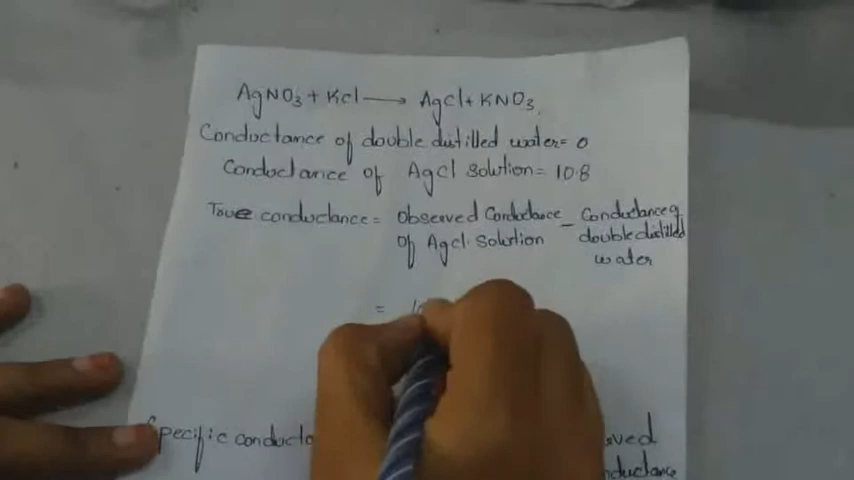 AgNO3 + Kcl → Agcl + KNO3
Conductance of double distilled water = 0
Conductance of Agcl solution = 10.8
True conductance = observed Conductance of Agcl Solution − Conductance of double distilled water
=
Specific